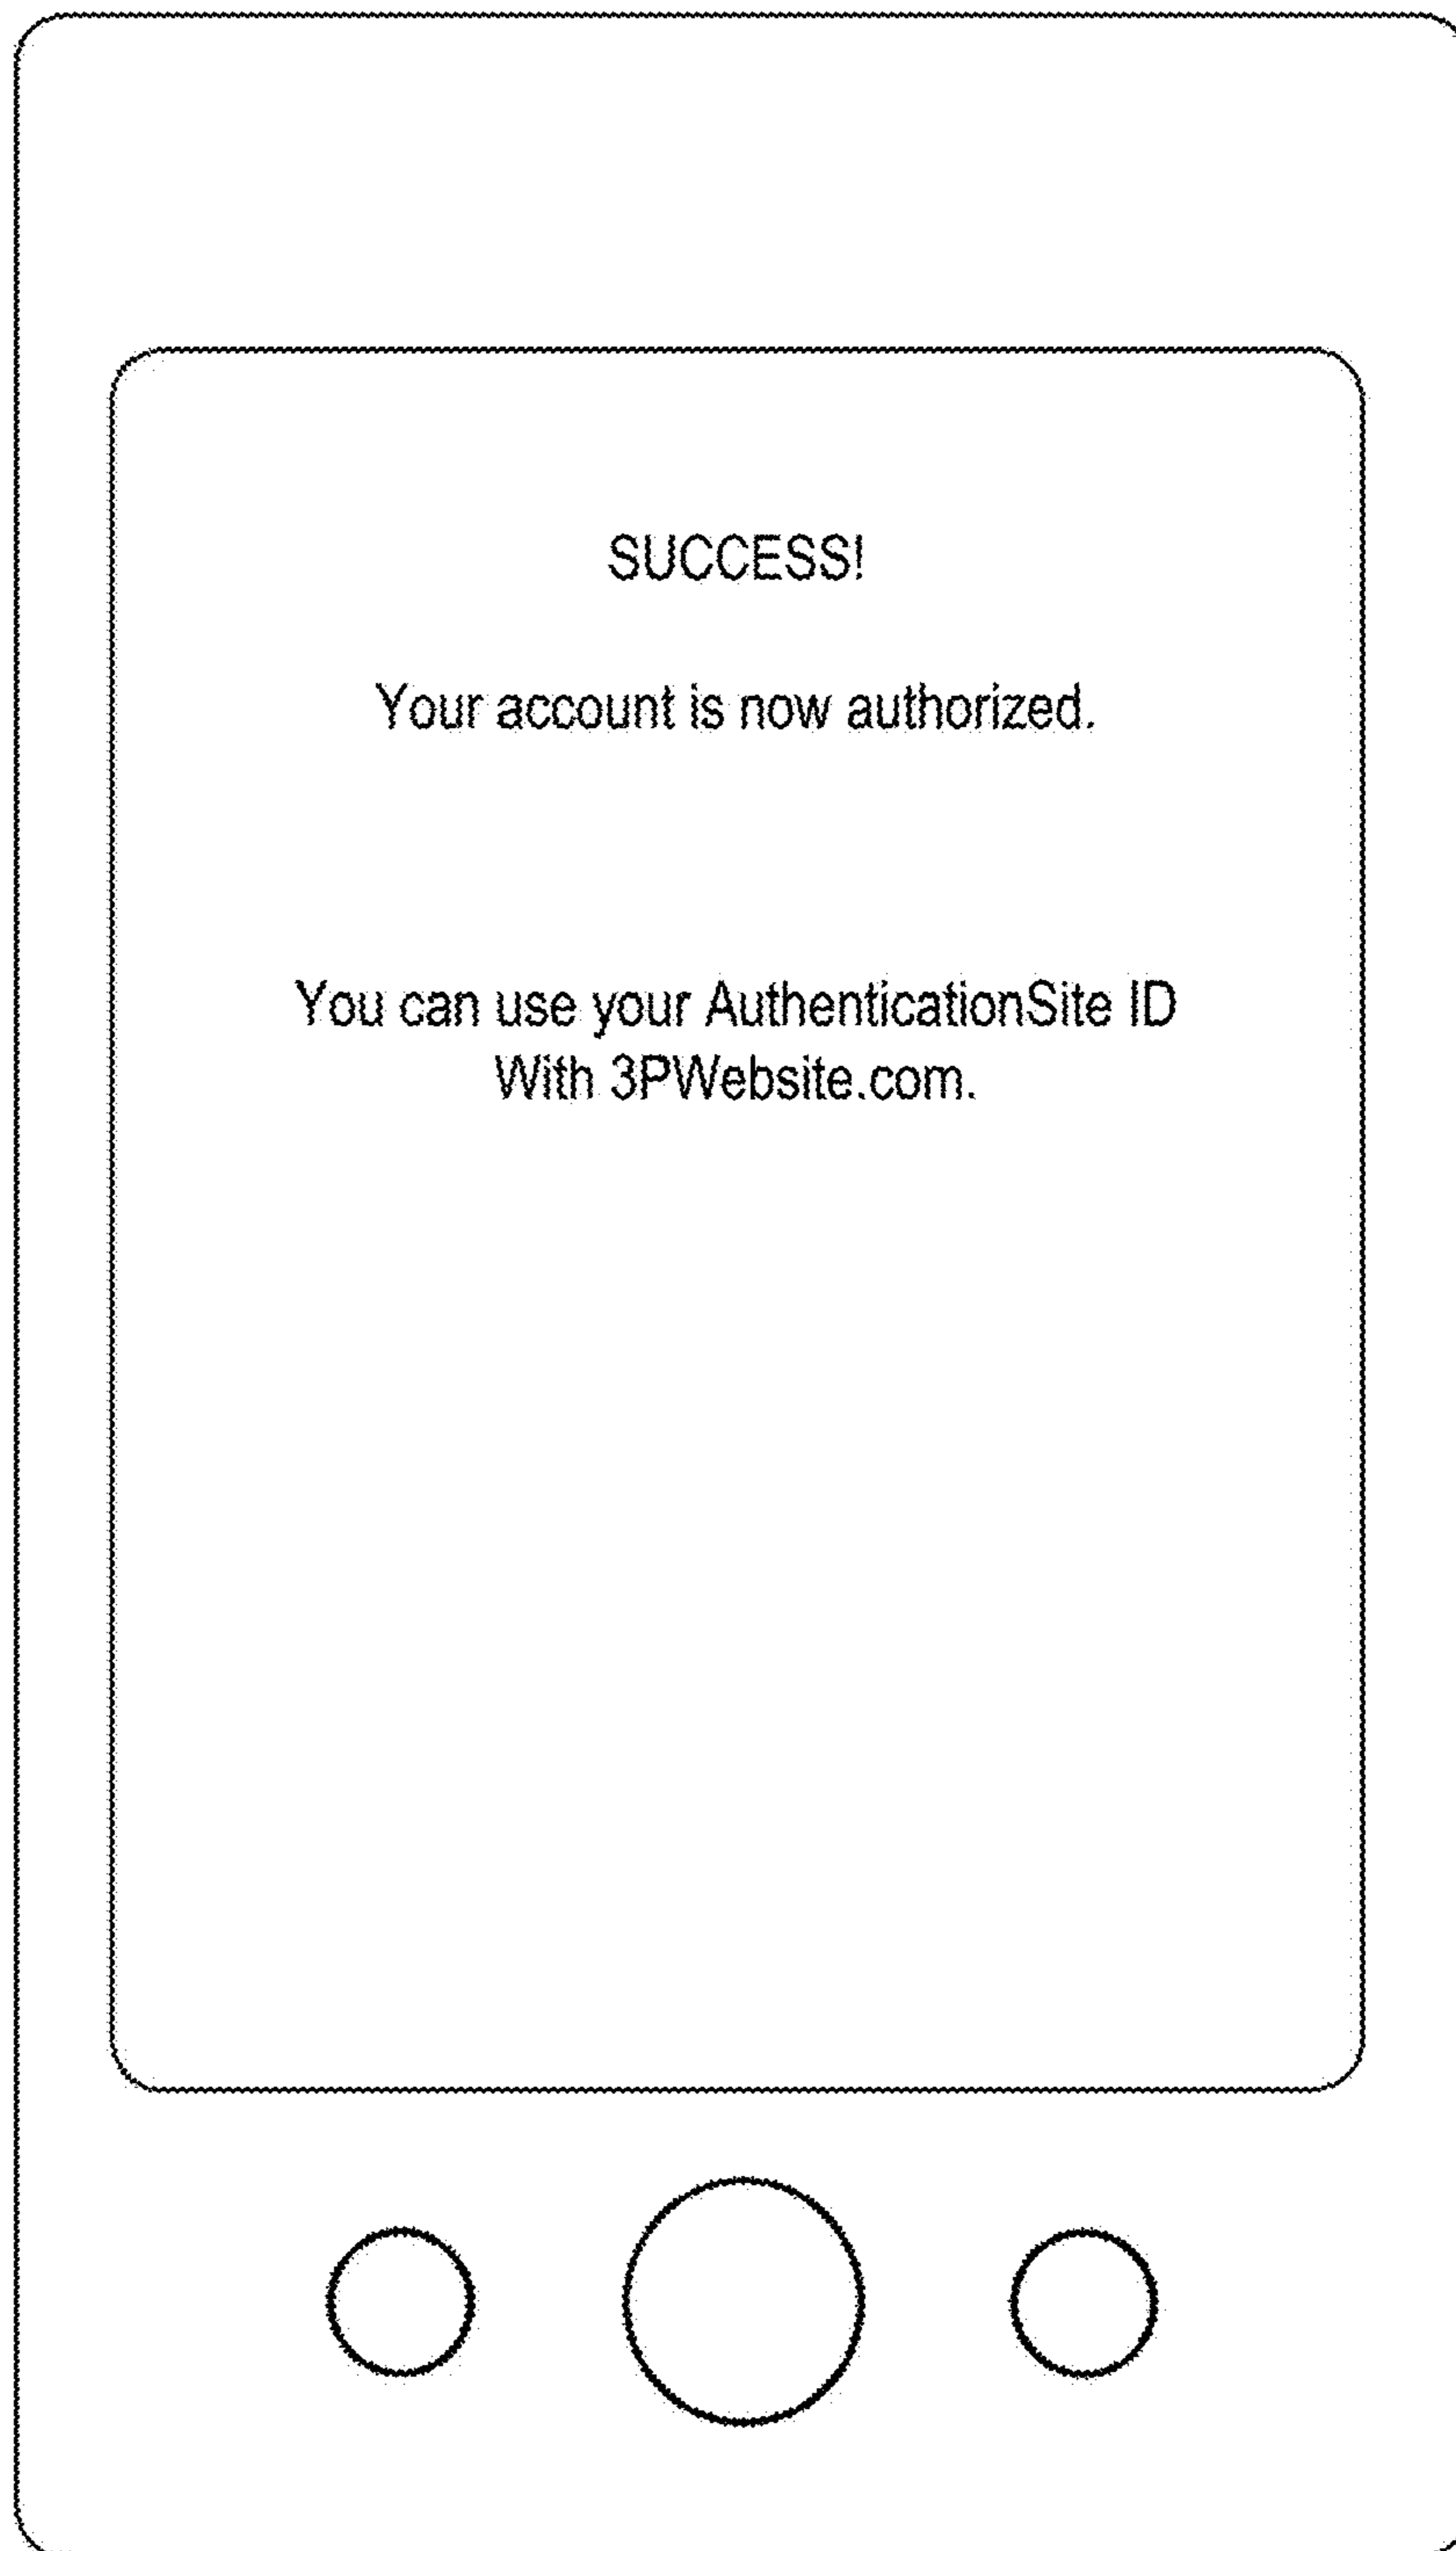 SUCCESS!
Your account is now authorized.
You can use your AuthenticationSite ID
With 3PWebsite.com.